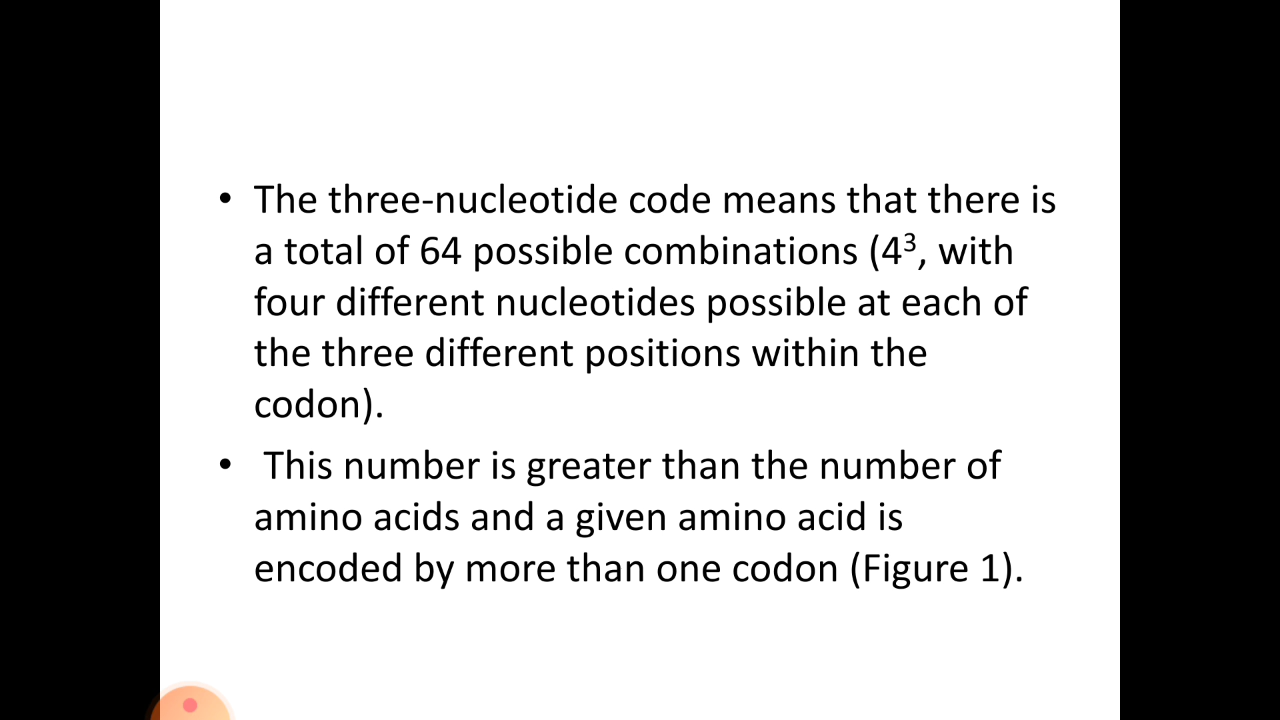 • The three-nucleotide code means that there is
a total of 64 possible combinations (4³, with
four different nucleotides possible at each of
the three different positions within the
codon).
• This number is greater than the number of
amino acids and a given amino acid is
encoded by more than one codon (Figure 1).